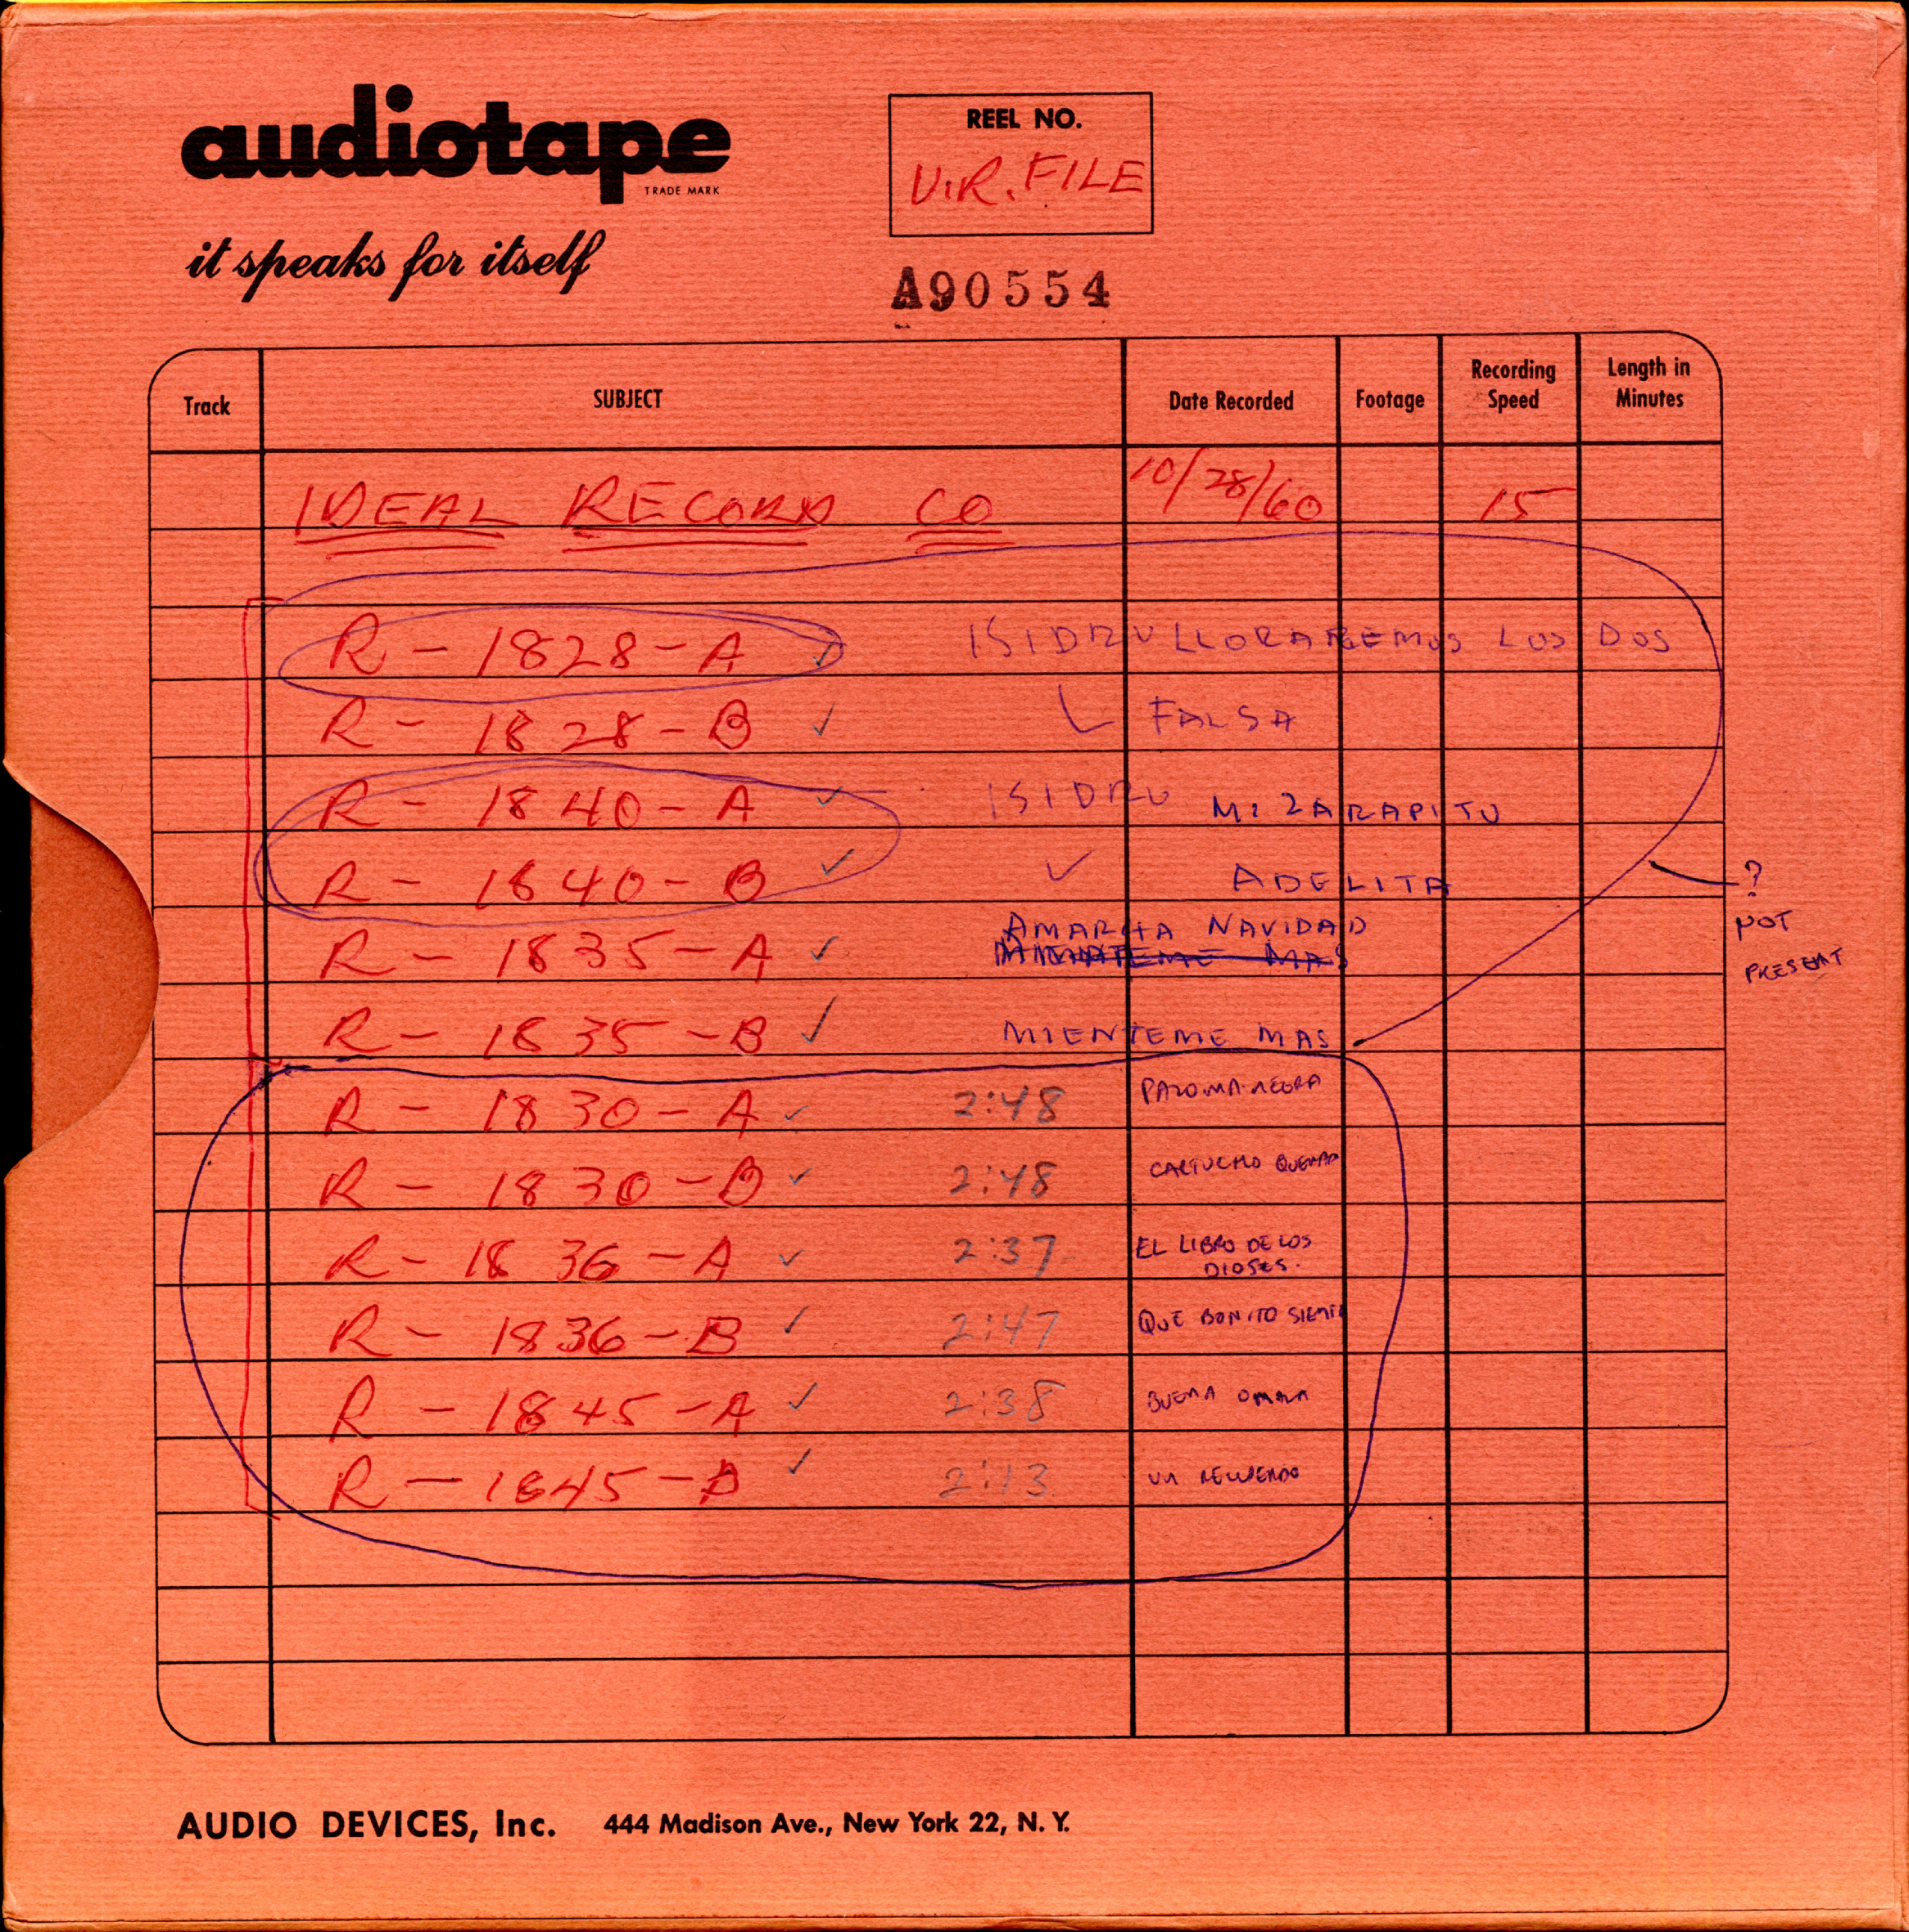 audiotape
TRADE MARK
it speaks for itself
REEL NO.
V.R. FILE
A90554
Track SUBJECT Date Recorded Footage Recording Speed Length in Minutes
IDEAL RECORD CO 10/28/60 15
R - 1828 - A ✓ ISIDRO LLORAREMOS LOS DOS
R - 1828 - B ✓ ✓ FALSA
R - 1840 - A ✓ ISIDRO MI ZARAPITO
R - 1840 - B ✓ ✓ ADELITA
? NOT PRESENT
R - 1835 - A ✓ AMARGA NAVIDAD
MIENTEME MAS
R - 1835 - B ✓ MIENTEME MAS
R - 1830 - A ✓ 2:48 PALOMA NEGRA
R - 1830 - B ✓ 2:48 CARTUCHO
R - 1836 - A ✓ 2:37 EL LIBRO DE LOS
DIOSES.
R - 1836 - B ✓ 2:47 QUE BONITO
R - 1845 - A ✓ 2:38 BUENA O MALA
R - 1845 - B ✓ 2:13 UN RECUERDO
AUDIO DEVICES, Inc. 444 Madison Ave., New York 22, N. Y.